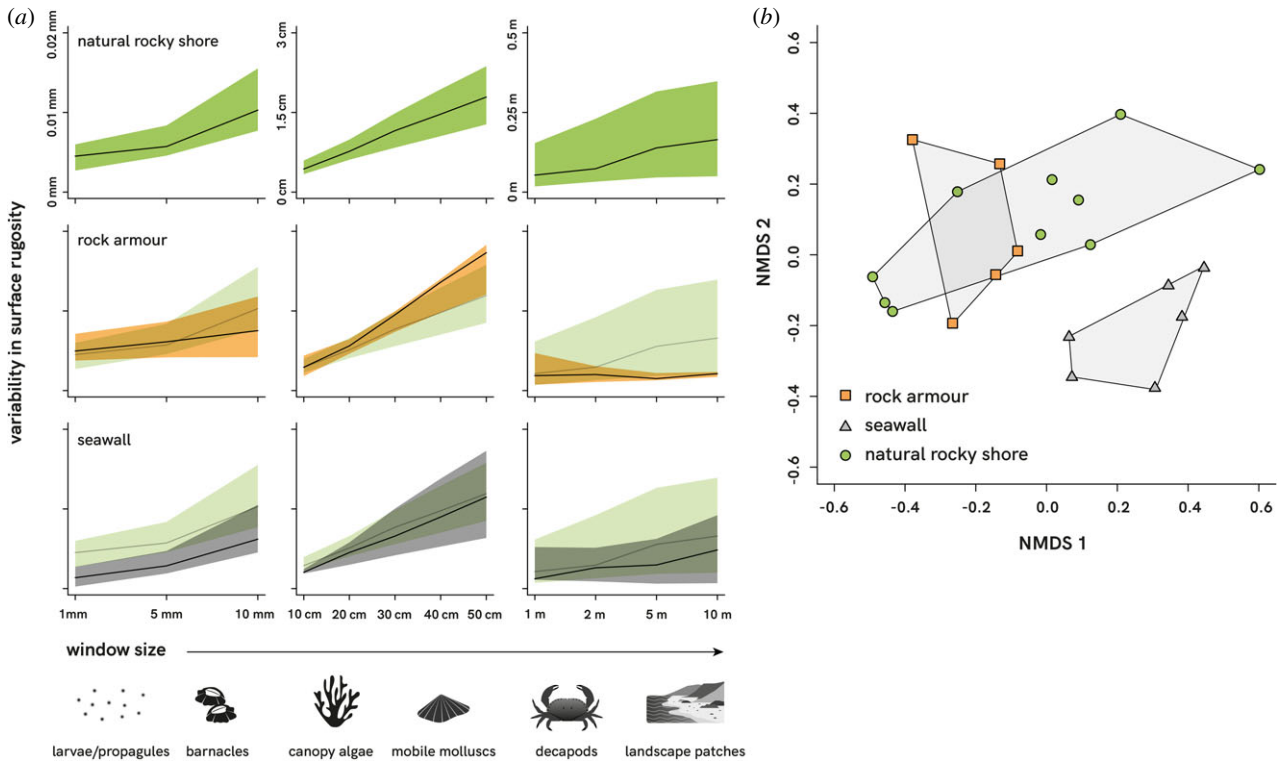 (a)
variability in surface rugosity
natural rocky shore
0.02 mm
0.01 mm
0 mm
3 cm
1.5 cm
0 cm
0.5 m
0.25 m
0 m
rock armour
seawall
1mm 5 mm 10 mm
10 cm 20 cm 30 cm 40 cm 50 cm
1 m 2 m 5 m 10 m
window size
larvae/propagules barnacles canopy algae mobile molluscs decapods landscape patches
(b)
NMDS 2
0.6
0.4
0.2
0.0
-0.2
-0.4
-0.6
rock armour
seawall
natural rocky shore
-0.6 -0.4 -0.2 0.0 0.2 0.4 0.6
NMDS 1